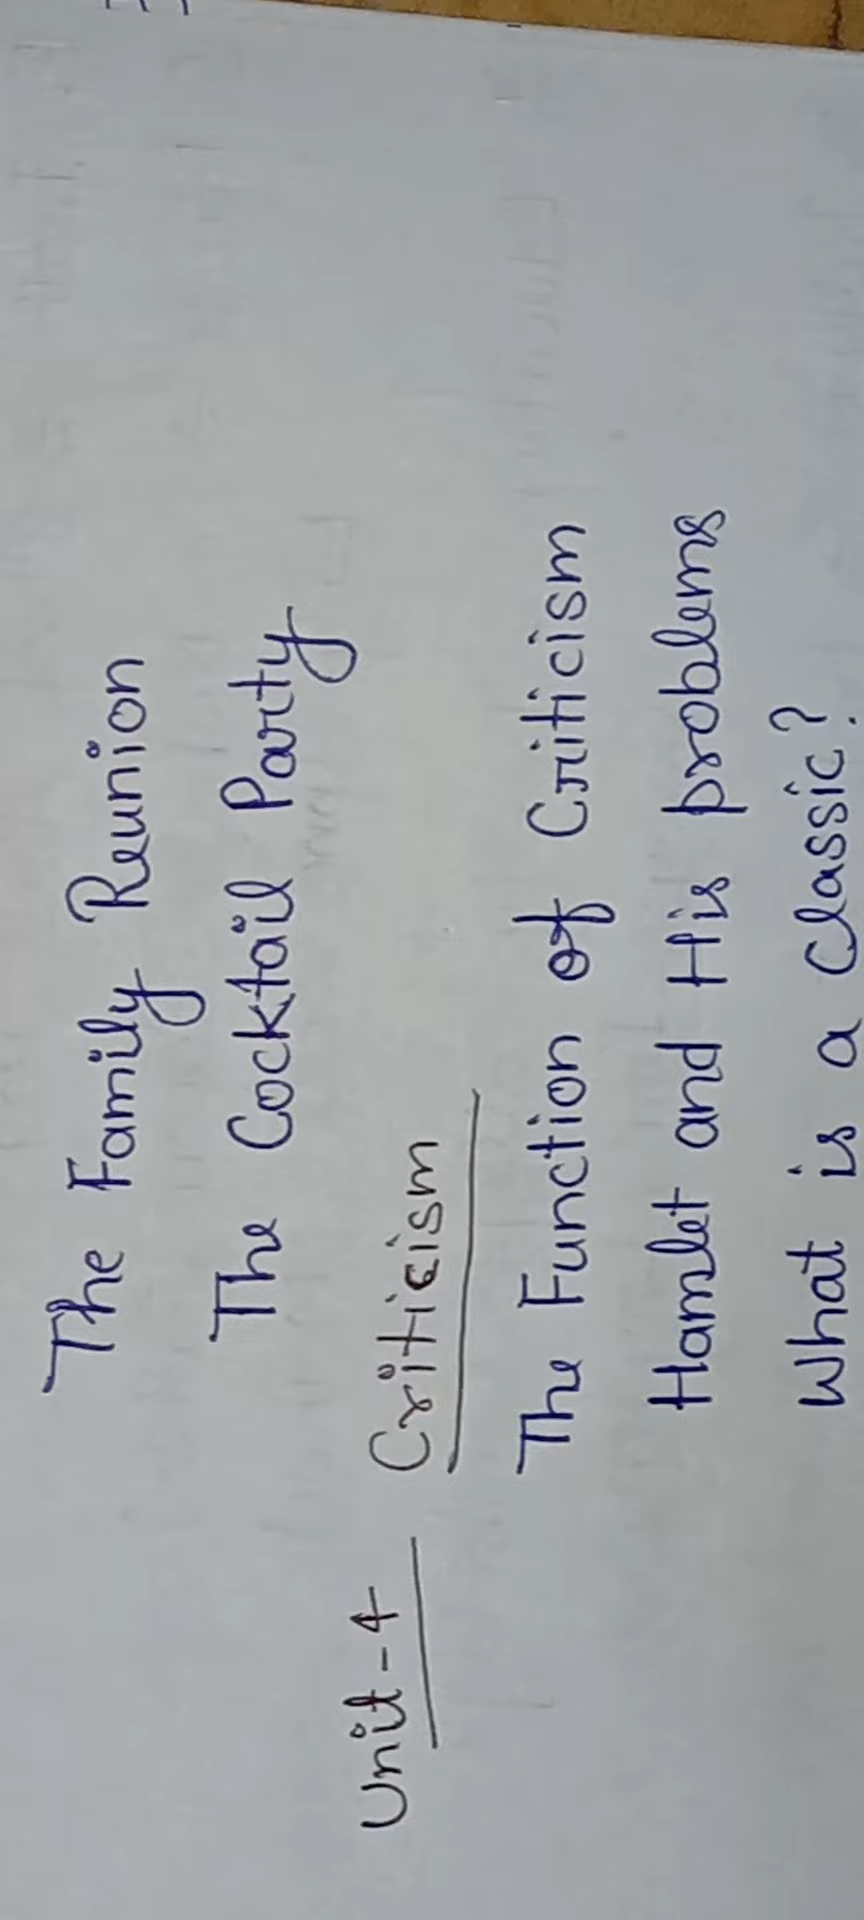 The Family Reunion
The Cocktail Party
Unit-4 Criticism
The Function of Criticism
Hamlet and His problems
What is a Classic?